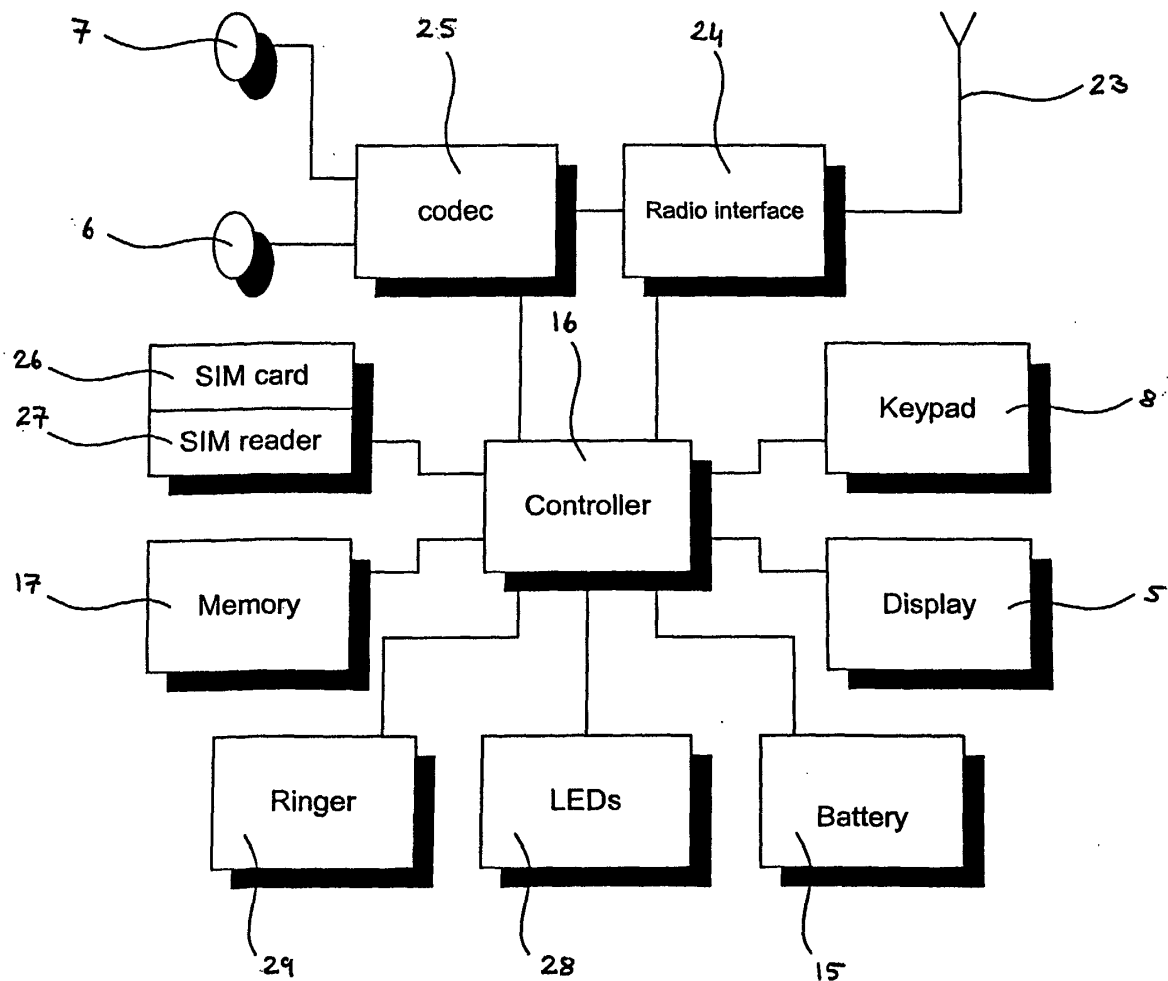 7
25
24
23
codec
Radio interface
6
16
26
SIM card
Keypad
8
27
SIM reader
Controller
17
Memory
Display
5
Ringer
LEDs
Battery
29
28
15